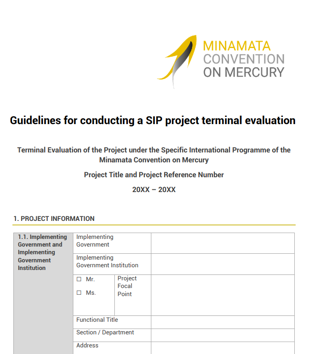 MINAMATA
CONVENTION
ON MERCURY
Guidelines for conducting a SIP project terminal evaluation
Terminal Evaluation of the Project under the Specific International Programme of the
Minamata Convention on Mercury
Project Title and Project Reference Number
20XX – 20XX
1. PROJECT INFORMATION
1.1. Implementing
Government and
Implementing
Government
Institution
Implementing
Government
Implementing
Government Institution
☐ Mr.
☐ Ms.
Project
Focal
Point
Functional Title
Section / Department
Address